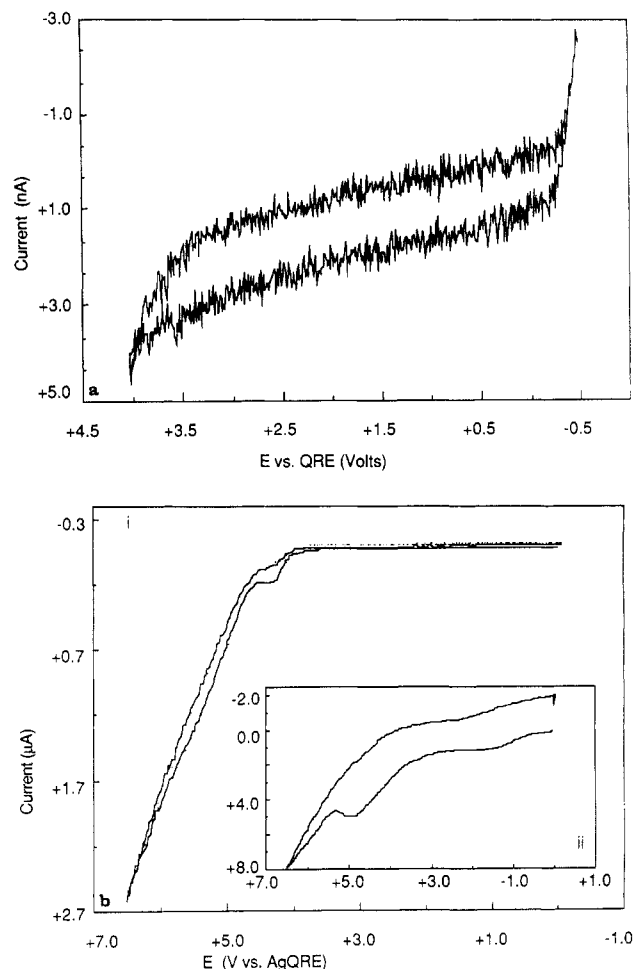 -3.0
-1.0
+1.0
+3.0
+5.0
Current (nA)
a
+4.5 +3.5 +2.5 +1.5 +0.5 -0.5
E vs. QRE (Volts)
i
-0.3
+0.7
+1.7
+2.7
Current (µA)
b
-2.0
0.0
+4.0
+8.0
ii
+7.0 +5.0 +3.0 -1.0 +1.0
+7.0 +5.0 +3.0 +1.0 -1.0
E (V vs. AgQRE)